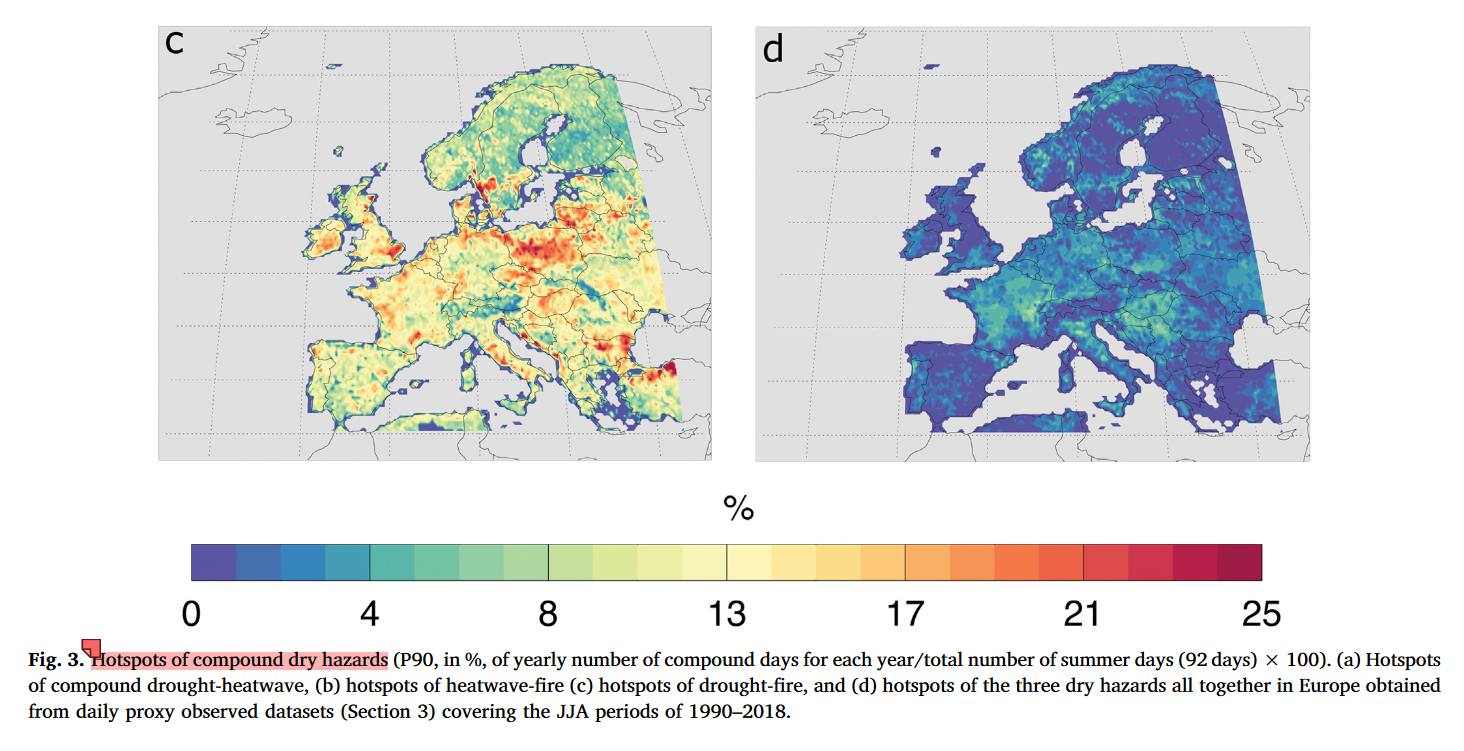 c
d
%
0 4 8 13 17 21 25
Fig. 3. Hotspots of compound dry hazards (P90, in %, of yearly number of compound days for each year/total number of summer days (92 days) × 100). (a) Hotspots
of compound drought-heatwave, (b) hotspots of heatwave-fire (c) hotspots of drought-fire, and (d) hotspots of the three dry hazards all together in Europe obtained
from daily proxy observed datasets (Section 3) covering the JJA periods of 1990–2018.